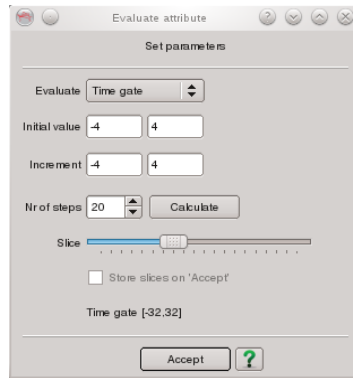 Evaluate attribute
Set parameters
Evaluate Time gate
Initial value -4 4
Increment -4 4
Nr of steps 20 Calculate
Slice
Store slices on 'Accept'
Time gate [-32,32]
Accept ?